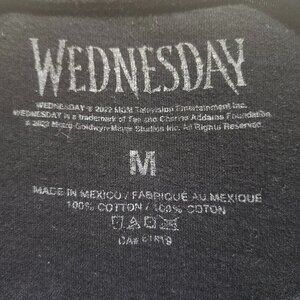 WEDNESDAY
WEDNESDAY © 2022 MGM Television Entertainment Inc.
WEDNESDAY is a trademark of Tee and Charles Addams Foundation.
© 2022 Metro-Goldwyn-Mayer Studios Inc. All Rights Reserved.
M
MADE IN MEXICO / FABRIQUÉ AU MEXIQUE
100% COTTON / 100% COTON
CA#